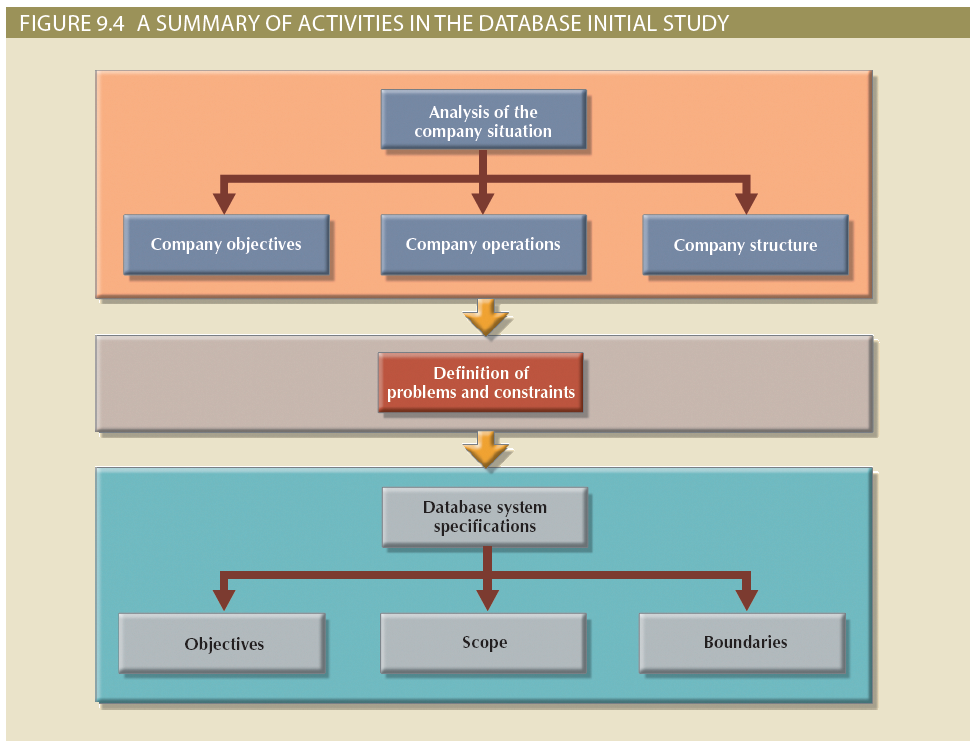 FIGURE 9.4 A SUMMARY OF ACTIVITIES IN THE DATABASE INITIAL STUDY
Analysis of the
company situation
Company objectives
Company operations
Company structure
Definition of
problems and constraints
Database system
specifications
Objectives
Scope
Boundaries